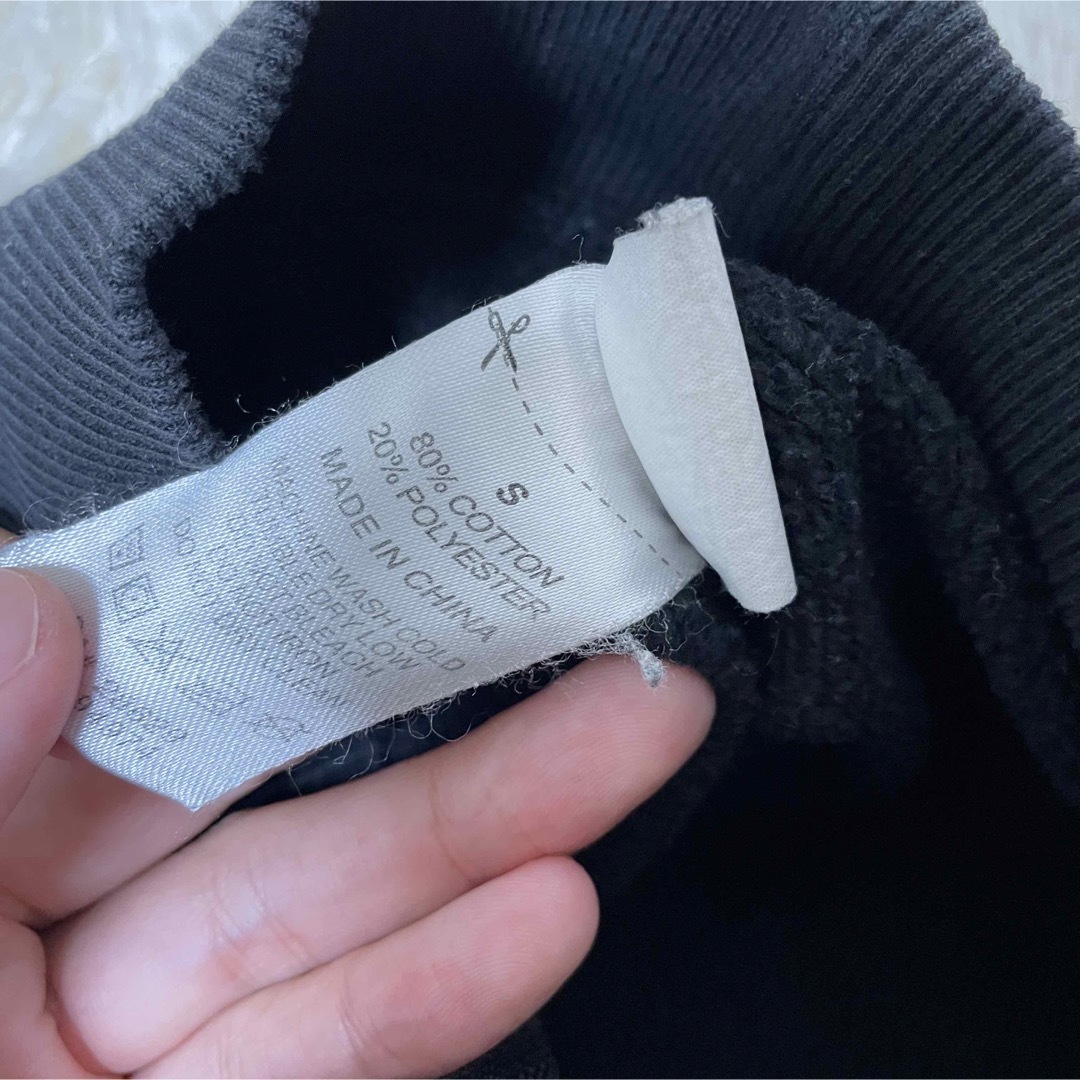 S
80% COTTON
20% POLYESTER
MADE IN CHINA
MACHINE WASH COLD
TUMBLE DRY LOW
DO NOT BLEACH